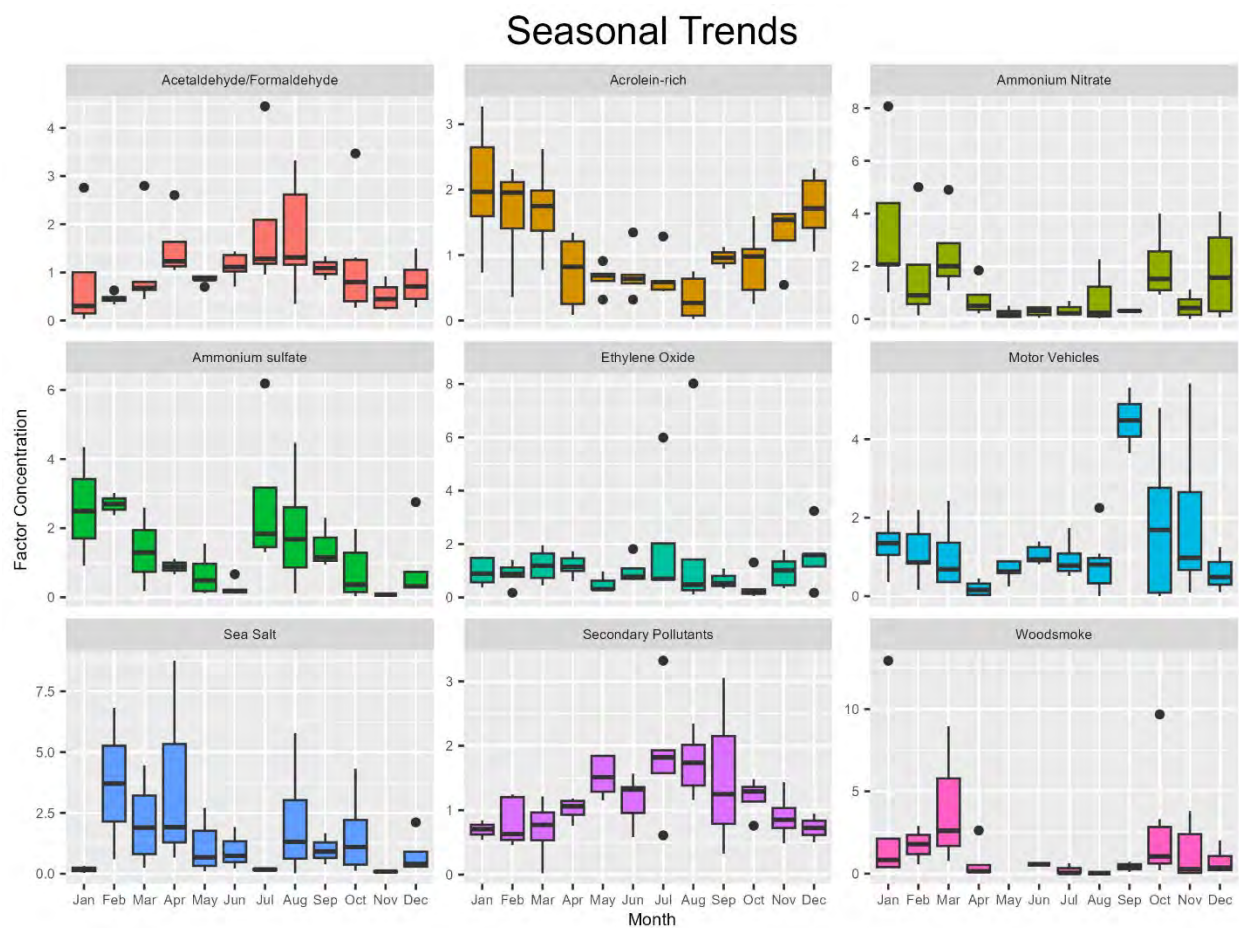 Seasonal Trends
Acetaldehyde/Formaldehyde
Acrolein-rich
Ammonium Nitrate
4
3
2
1
0
3
2
1
0
8
6
4
2
0
Ammonium sulfate
Ethylene Oxide
Motor Vehicles
6
4
2
0
8
6
4
2
0
4
2
0
Factor Concentration
Sea Salt
Secondary Pollutants
Woodsmoke
7.5
5.0
2.5
0.0
3
2
1
0
10
5
0
Jan Feb Mar Apr May Jun Jul Aug Sep Oct Nov Dec
Jan Feb Mar Apr May Jun Jul Aug Sep Oct Nov Dec
Jan Feb Mar Apr May Jun Jul Aug Sep Oct Nov Dec
Month